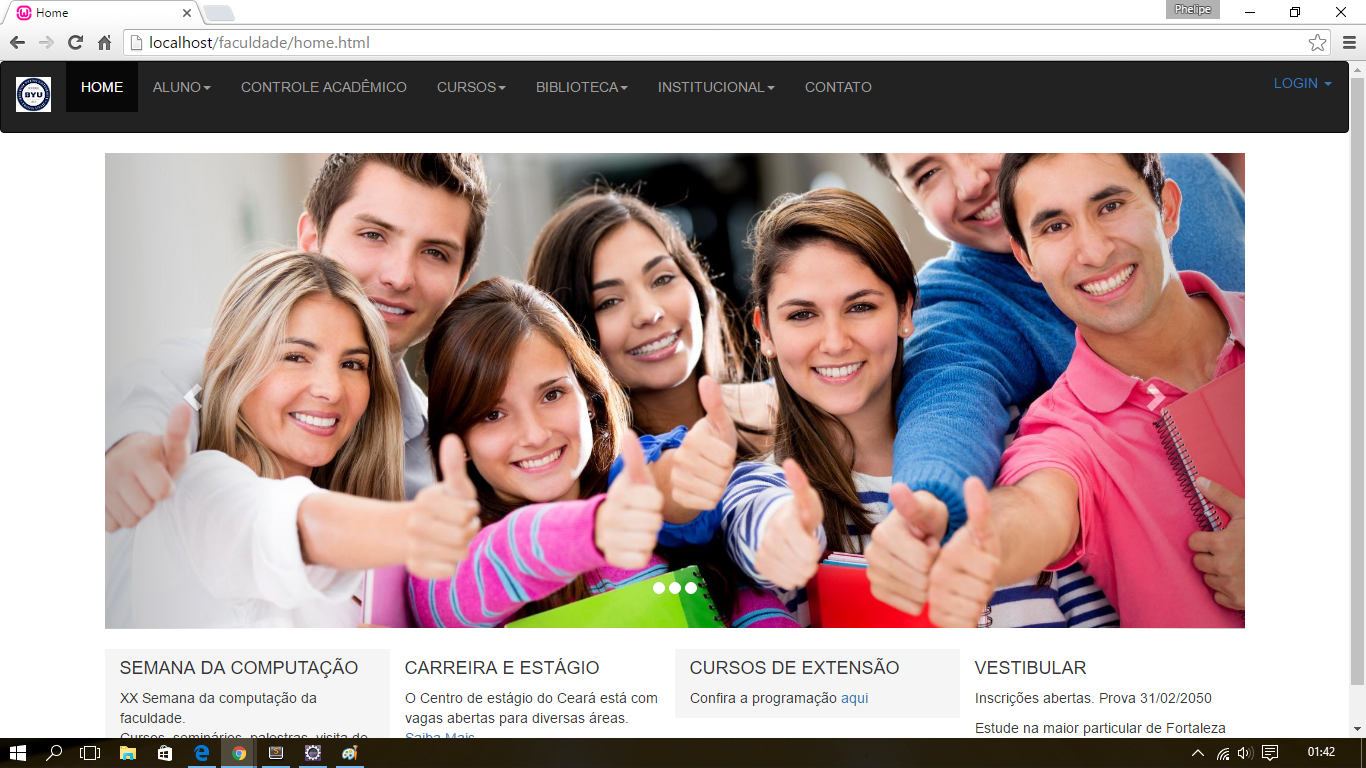 Home
Phelipe
localhost/faculdade/home.html
BYU
HOME
ALUNO
CONTROLE ACADÊMICO
CURSOS
BIBLIOTECA
INSTITUCIONAL
CONTATO
LOGIN
SEMANA DA COMPUTAÇÃO
XX Semana da computação da
faculdade.
Cursos, seminários, palestras, visita do
CARREIRA E ESTÁGIO
O Centro de estágio do Ceará está com
vagas abertas para diversas áreas.
Saiba Mais
CURSOS DE EXTENSÃO
Confira a programação aqui
VESTIBULAR
Inscrições abertas. Prova 31/02/2050
Estude na maior particular de Fortaleza
01:42